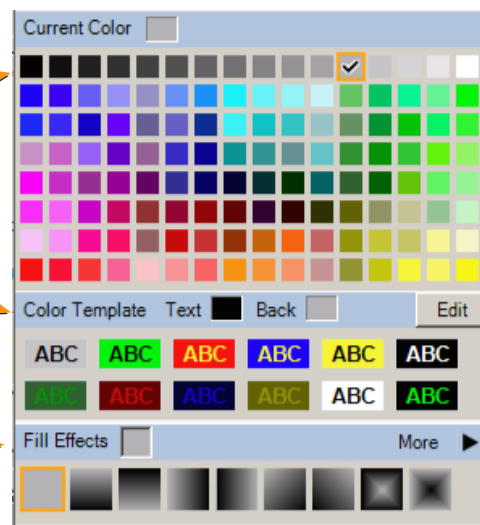 Current Color
Color Template Text Back Edit
ABC ABC ABC ABC ABC ABC
ABC ABC ABC ABC ABC ABC
Fill Effects More